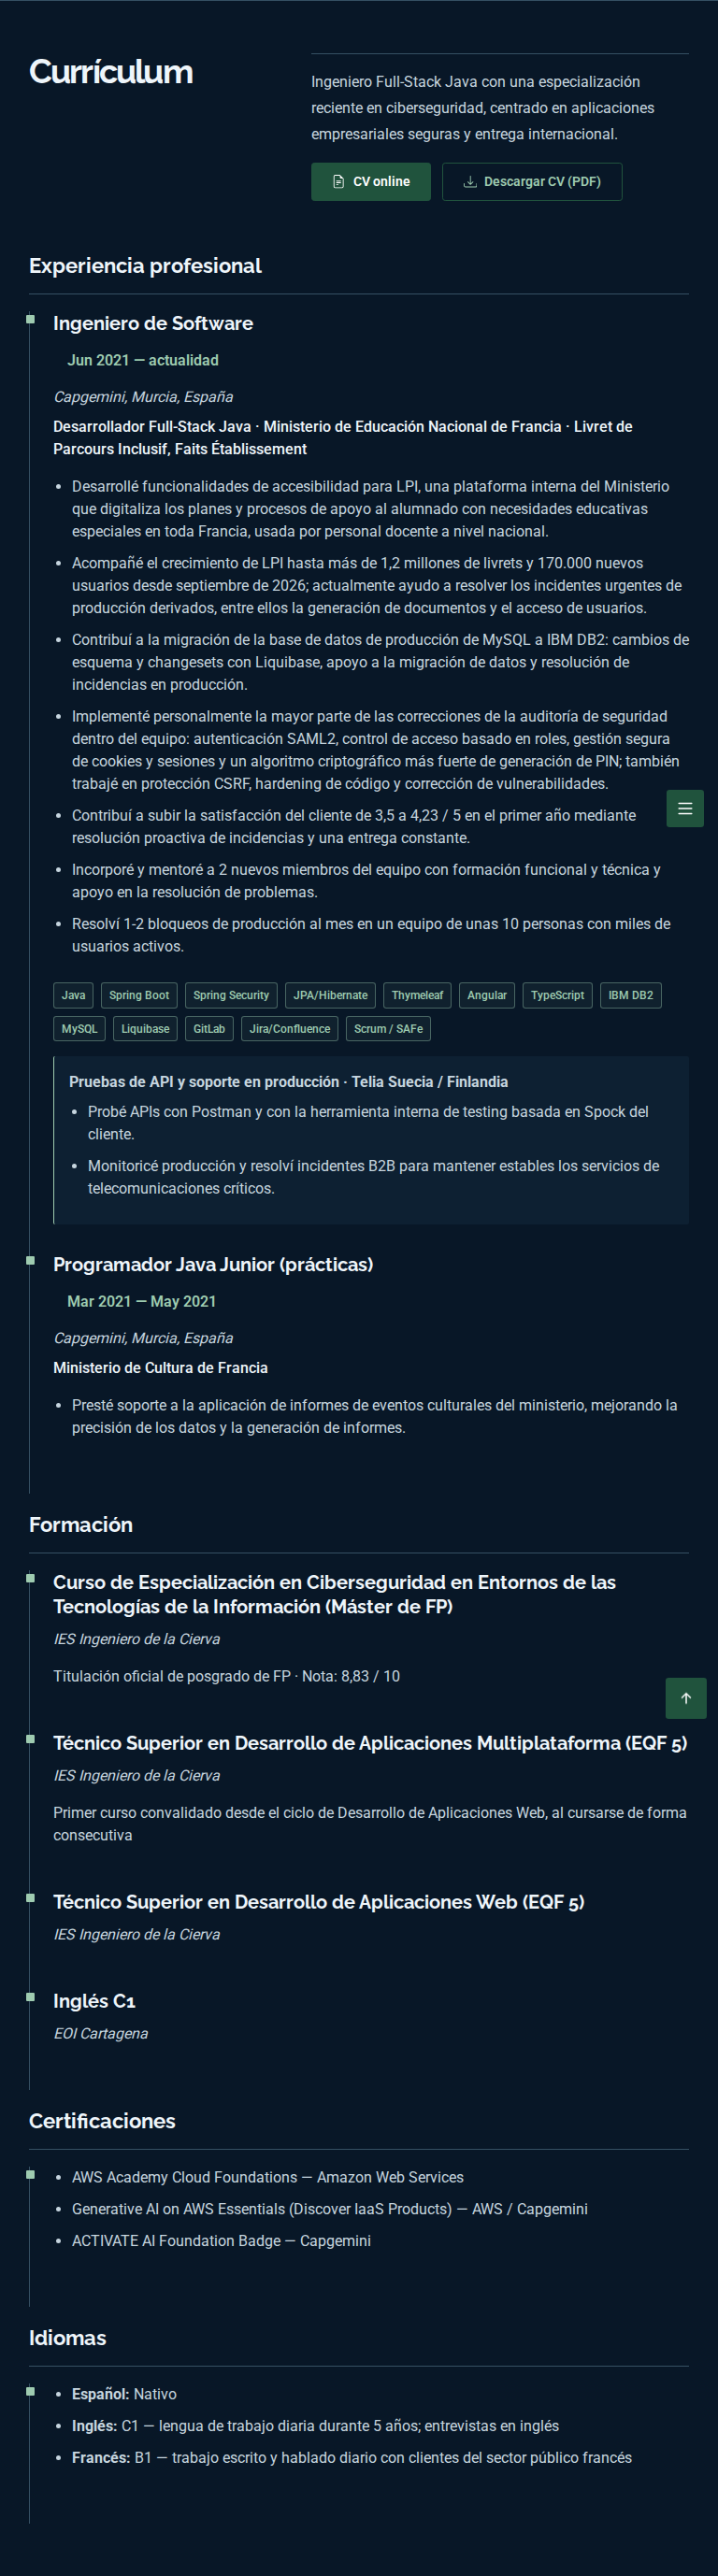 Currículum
Ingeniero Full-Stack Java con una especialización
reciente en ciberseguridad, centrado en aplicaciones
empresariales seguras y entrega internacional.
CV online
Descargar CV (PDF)
Experiencia profesional
Ingeniero de Software
Jun 2021 — actualidad
Capgemini, Murcia, España
Desarrollador Full-Stack Java · Ministerio de Educación Nacional de Francia · Livret de
Parcours Inclusif, Faits Établissement
• Desarrollé funcionalidades de accesibilidad para LPI, una plataforma interna del Ministerio
que digitaliza los planes y procesos de apoyo al alumnado con necesidades educativas
especiales en toda Francia, usada por personal docente a nivel nacional.
• Acompañé el crecimiento de LPI hasta más de 1,2 millones de livrets y 170.000 nuevos
usuarios desde septiembre de 2026; actualmente ayudo a resolver los incidentes urgentes de
producción derivados, entre ellos la generación de documentos y el acceso de usuarios.
• Contribuí a la migración de la base de datos de producción de MySQL a IBM DB2: cambios de
esquema y changesets con Liquibase, apoyo a la migración de datos y resolución de
incidencias en producción.
• Implementé personalmente la mayor parte de las correcciones de la auditoría de seguridad
dentro del equipo: autenticación SAML2, control de acceso basado en roles, gestión segura
de cookies y sesiones y un algoritmo criptográfico más fuerte de generación de PIN; también
trabajé en protección CSRF, hardening de código y corrección de vulnerabilidades.
• Contribuí a subir la satisfacción del cliente de 3,5 a 4,23 / 5 en el primer año mediante
resolución proactiva de incidencias y una entrega constante.
• Incorporé y mentoré a 2 nuevos miembros del equipo con formación funcional y técnica y
apoyo en la resolución de problemas.
• Resolví 1-2 bloqueos de producción al mes en un equipo de unas 10 personas con miles de
usuarios activos.
Java Spring Boot Spring Security JPA/Hibernate Thymeleaf Angular TypeScript IBM DB2
MySQL Liquibase GitLab Jira/Confluence Scrum / SAFe
Pruebas de API y soporte en producción · Telia Suecia / Finlandia
• Probé APIs con Postman y con la herramienta interna de testing basada en Spock del
cliente.
• Monitoricé producción y resolví incidentes B2B para mantener estables los servicios de
telecomunicaciones críticos.
Programador Java Junior (prácticas)
Mar 2021 — May 2021
Capgemini, Murcia, España
Ministerio de Cultura de Francia
• Presté soporte a la aplicación de informes de eventos culturales del ministerio, mejorando la
precisión de los datos y la generación de informes.
Formación
Curso de Especialización en Ciberseguridad en Entornos de las
Tecnologías de la Información (Máster de FP)
IES Ingeniero de la Cierva
Titulación oficial de posgrado de FP · Nota: 8,83 / 10
Técnico Superior en Desarrollo de Aplicaciones Multiplataforma (EQF 5)
IES Ingeniero de la Cierva
Primer curso convalidado desde el ciclo de Desarrollo de Aplicaciones Web, al cursarse de forma
consecutiva
Técnico Superior en Desarrollo de Aplicaciones Web (EQF 5)
IES Ingeniero de la Cierva
Inglés C1
EOI Cartagena
Certificaciones
• AWS Academy Cloud Foundations — Amazon Web Services
• Generative AI on AWS Essentials (Discover IaaS Products) — AWS / Capgemini
• ACTIVATE AI Foundation Badge — Capgemini
Idiomas
• Español: Nativo
• Inglés: C1 — lengua de trabajo diaria durante 5 años; entrevistas en inglés
• Francés: B1 — trabajo escrito y hablado diario con clientes del sector público francés